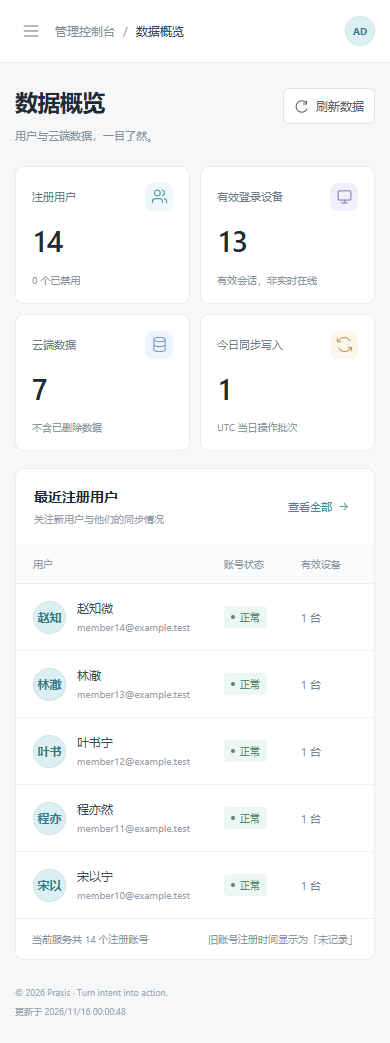 管理控制台 / 数据概览
AD
数据概览
刷新数据
用户与云端数据，一目了然。
注册用户
14
0 个已禁用
有效登录设备
13
有效会话，非实时在线
云端数据
7
不含已删除数据
今日同步写入
1
UTC 当日操作批次
最近注册用户
关注新用户与他们的同步情况
查看全部 →
用户 账号状态 有效设备
赵知 赵知微 正常 1 台
member14@example.test
林澈 林澈 正常 1 台
member13@example.test
叶书 叶书宁 正常 1 台
member12@example.test
程亦 程亦然 正常 1 台
member11@example.test
宋以 宋以宁 正常 1 台
member10@example.test
当前服务共 14 个注册账号 旧账号注册时间显示为「未记录」
© 2026 Praxis · Turn intent into action.
更新于 2026/11/16 00:00:48